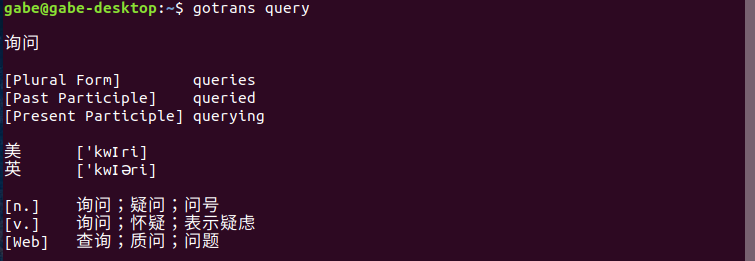 gabe@gabe-desktop:~$ gotrans query
询问
[Plural Form] queries
[Past Participle] queried
[Present Participle] querying
美 ['kwIri]
英 ['kwIƏri]
[n.] 询问；疑问；问号
[v.] 询问；怀疑；表示疑虑
[Web] 查询；质问；问题